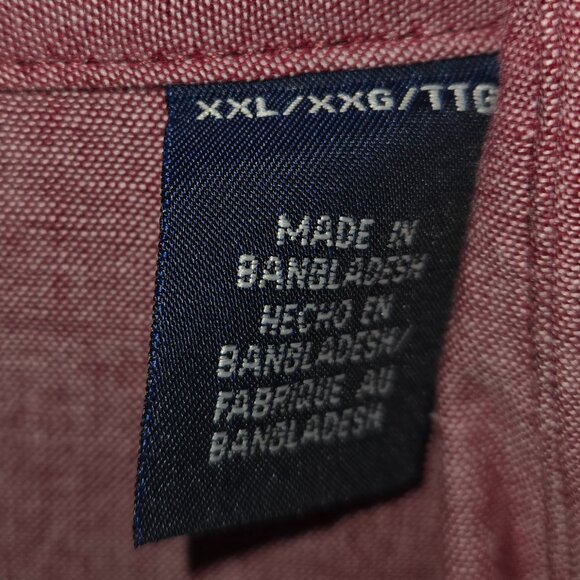 XXL/XXG/TTG
MADE IN
BANGLADESH
HECHO EN
BANGLADESH/
FABRIQUE AU
BANGLADESH